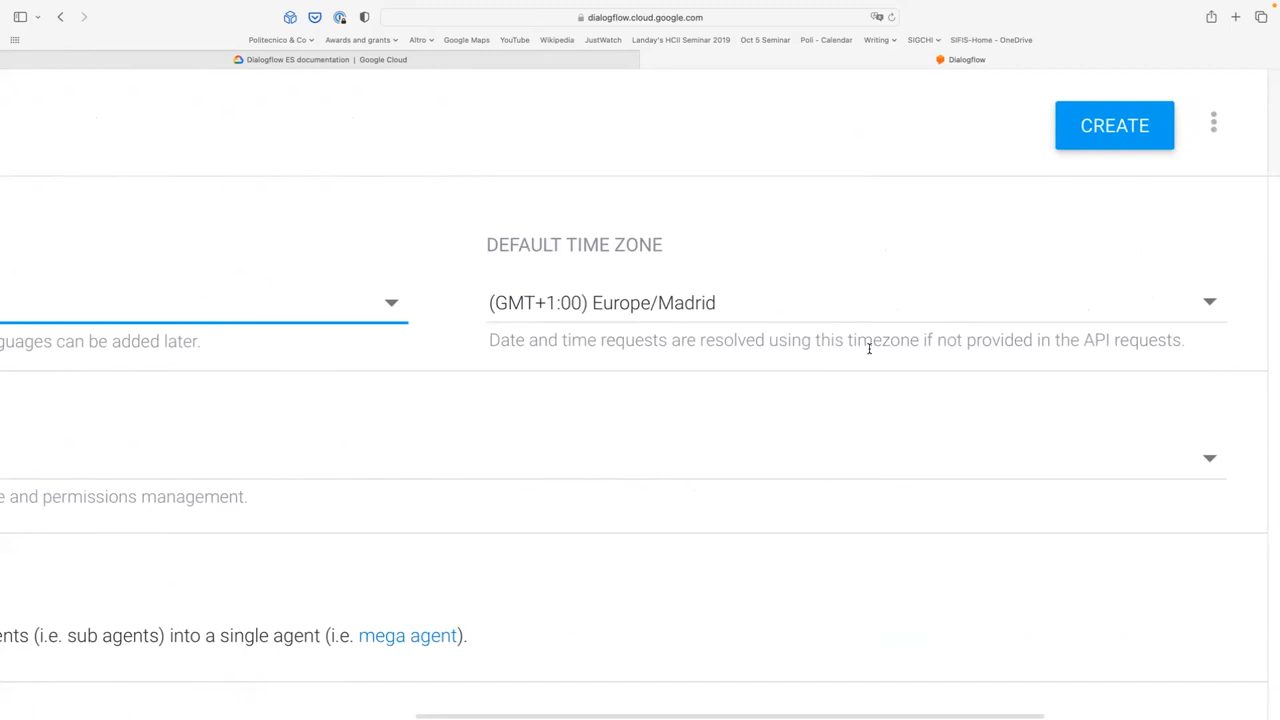 dialogflow.cloud.google.com
Politecnico & Co
Awards and grants
Altro
Google Maps
YouTube
Wikipedia
JustWatch
Landay's HCII Seminar 2019
Oct 5 Seminar
Poli - Calendar
Writing
SIGCHI
SIFIS-Home - OneDrive
Dialogflow ES documentation | Google Cloud
Dialogflow
CREATE
DEFAULT TIME ZONE
(GMT+1:00) Europe/Madrid
guages can be added later.
Date and time requests are resolved using this timezone if not provided in the API requests.
e and permissions management.
ents (i.e. sub agents) into a single agent (i.e. mega agent).